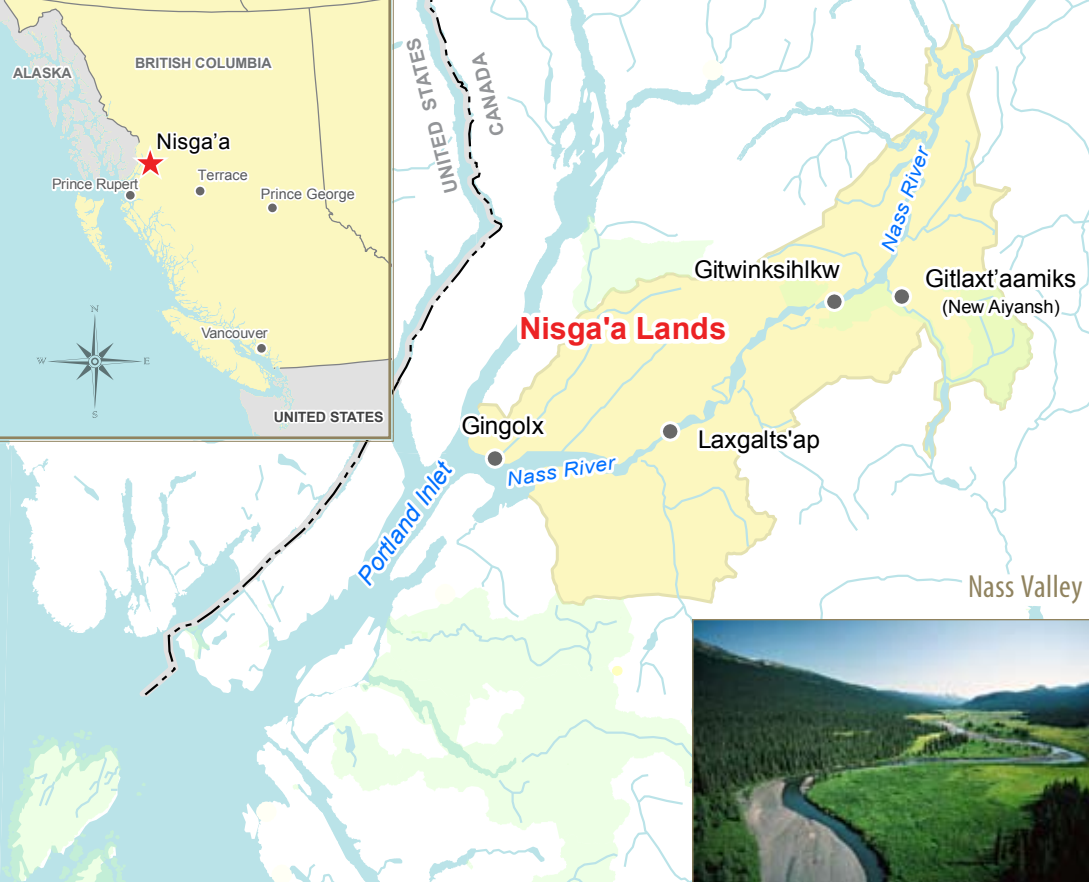 ALASKA
BRITISH COLUMBIA
Nisga'a
Prince Rupert
Terrace
Prince George
Vancouver
N
W
E
S
UNITED STATES
UNITED STATES
CANADA
Nass River
Gitwinksihlkw
Gitlaxt'aamiks
(New Aiyansh)
Nisga'a Lands
Gingolx
Laxgalts'ap
Nass River
Portland Inlet
Nass Valley